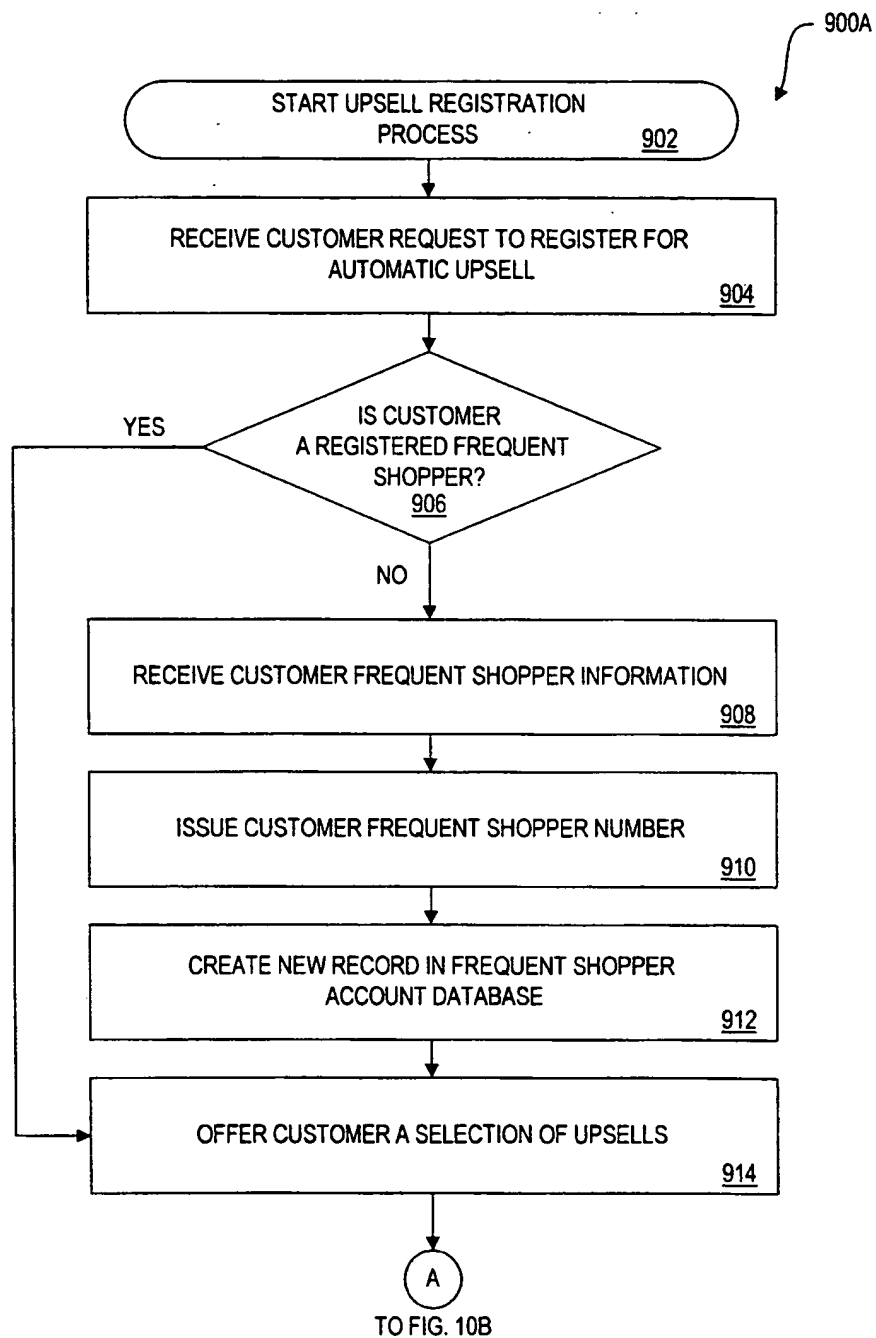 900A
START UPSELL REGISTRATION
PROCESS
902
RECEIVE CUSTOMER REQUEST TO REGISTER FOR
AUTOMATIC UPSELL
904
IS CUSTOMER
A REGISTERED FREQUENT
SHOPPER?
906
YES
NO
RECEIVE CUSTOMER FREQUENT SHOPPER INFORMATION
908
ISSUE CUSTOMER FREQUENT SHOPPER NUMBER
910
CREATE NEW RECORD IN FREQUENT SHOPPER
ACCOUNT DATABASE
912
OFFER CUSTOMER A SELECTION OF UPSELLS
914
A
TO FIG. 10B